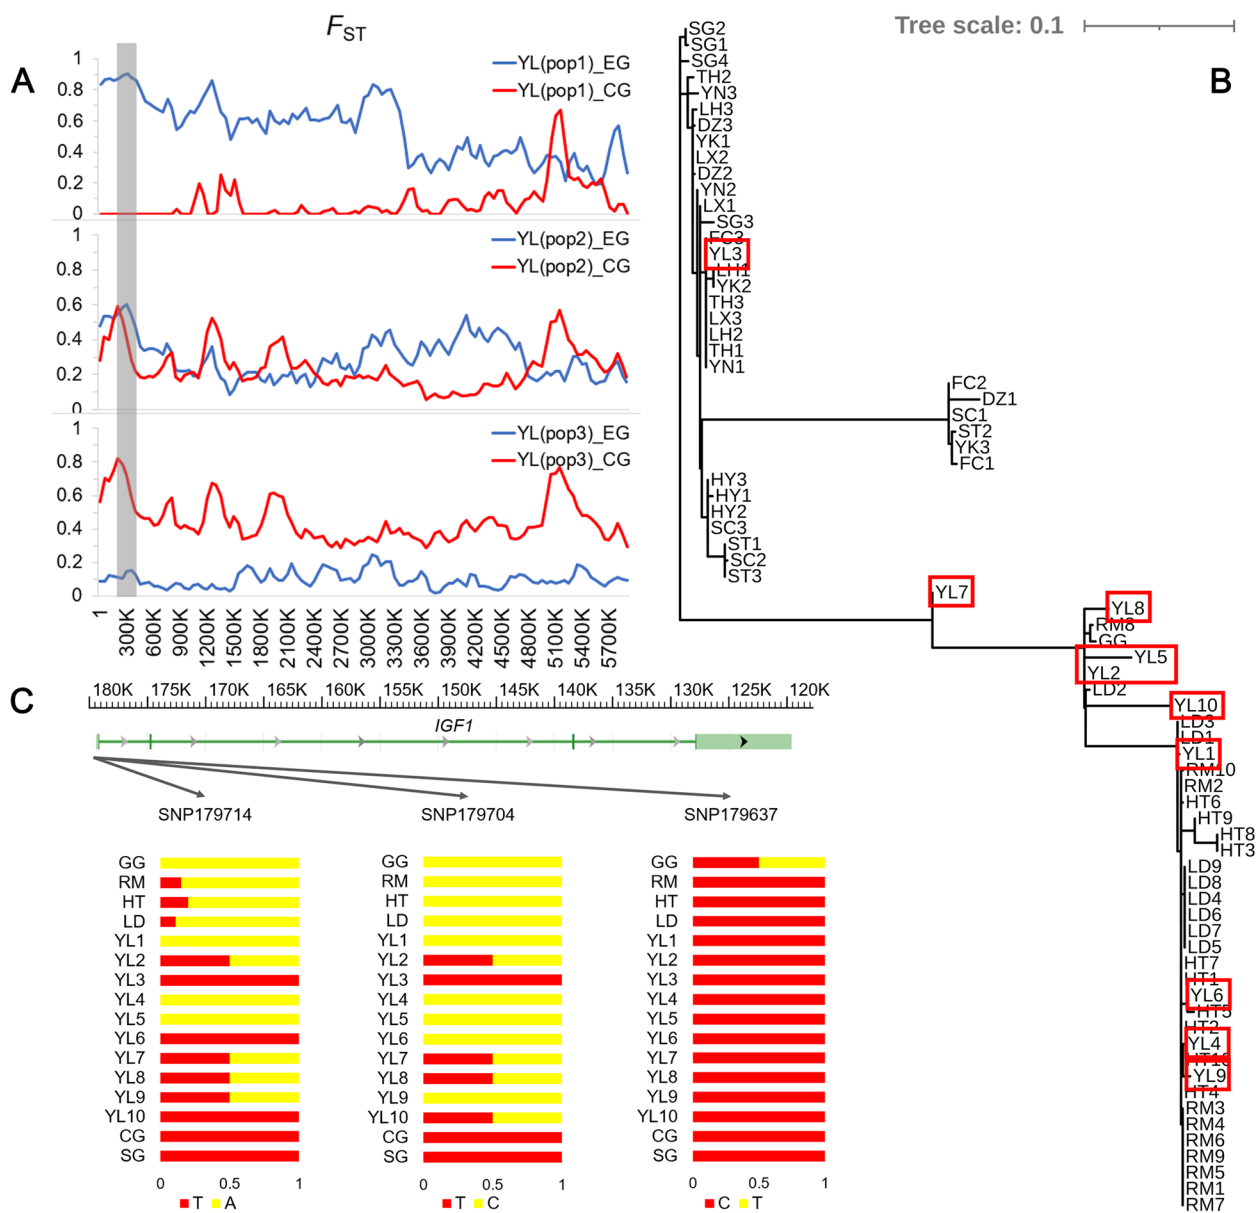 A
FST
1
0.8
0.6
0.4
0.2
0
YL(pop1)_EG
YL(pop1)_CG
1
0.8
0.6
0.4
0.2
0
YL(pop2)_EG
YL(pop2)_CG
1
0.8
0.6
0.4
0.2
0
YL(pop3)_EG
YL(pop3)_CG
1 300K 600K 900K 1200K 1500K 1800K 2100K 2400K 2700K 3000K 3300K 3600K 3900K 4200K 4500K 4800K 5100K 5400K 5700K
B
Tree scale: 0.1
SG2
SG1
SG4
TH2
YN3
LH3
DZ3
YK1
LX2
DZ2
YN2
LX1
SG3
FC3
YL3
LH1
YK2
TH3
LX3
LH2
TH1
YN1
FC2
DZ1
SC1
ST2
YK3
FC1
HY3
HY1
HY2
SC3
ST1
SC2
ST3
YL7
YL8
RM8
GG
YL5
YL2
LD2
YL10
LD3
LD1
YL1
RM10
RM2
HT6
HT9
HT8
HT3
LD9
LD8
LD4
LD6
LD7
LD5
HT7
HT1
YL6
HT5
HT2
YL4
YL9
HT4
RM3
RM4
RM6
RM9
RM5
RM1
RM7
C
180K 175K 170K 165K 160K 155K 150K 145K 140K 135K 130K 125K 120K
IGF1
SNP179714
GG
RM
HT
LD
YL1
YL2
YL3
YL4
YL5
YL6
YL7
YL8
YL9
YL10
CG
SG
0 0.5 1
T A
SNP179704
GG
RM
HT
LD
YL1
YL2
YL3
YL4
YL5
YL6
YL7
YL8
YL9
YL10
CG
SG
0 0.5 1
T C
SNP179637
GG
RM
HT
LD
YL1
YL2
YL3
YL4
YL5
YL6
YL7
YL8
YL9
YL10
CG
SG
0 0.5 1
C T